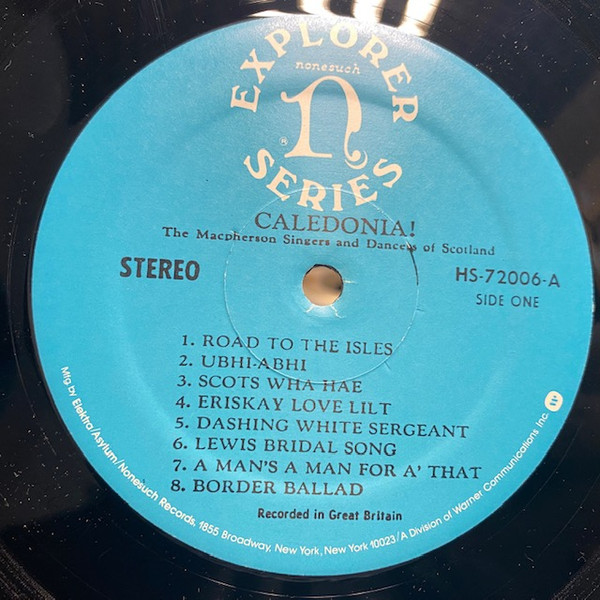 EXPLORER
nonesuch
n
®
SERIES
CALEDONIA!
The Macpherson Singers and Dancers of Scotland
STEREO
HS-72006-A
SIDE ONE
1. ROAD TO THE ISLES
2. UBHI-ABHI
3. SCOTS WHA HAE
4. ERISKAY LOVE LILT
5. DASHING WHITE SERGEANT
6. LEWIS BRIDAL SONG
7. A MAN'S A MAN FOR A' THAT
8. BORDER BALLAD
Recorded in Great Britain
Mfg by Elektra/Asylum/Nonesuch Records, 1855 Broadway, New York, New York 10023/A Division of Warner Communications Inc.